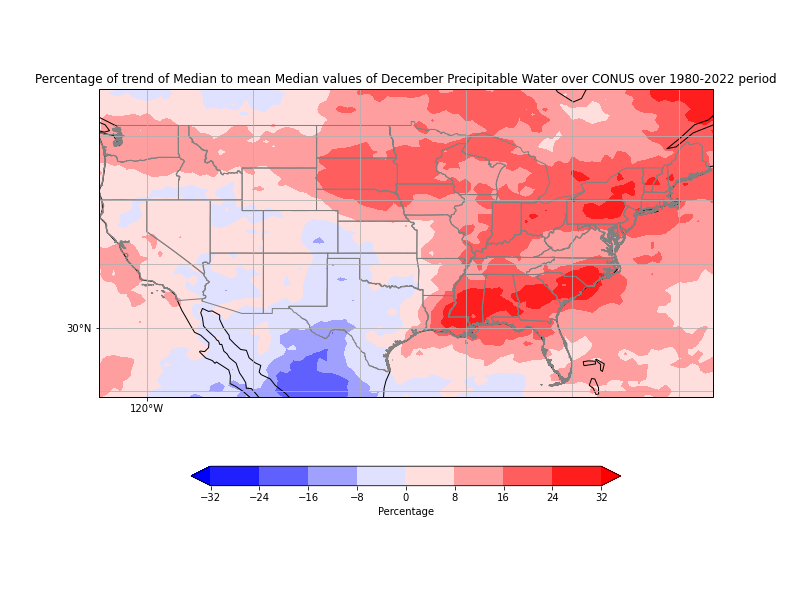 Percentage of trend of Median to mean Median values of December Precipitable Water over CONUS over 1980-2022 period
30°N
120°W
−32 −24 −16 −8 0 8 16 24 32
Percentage